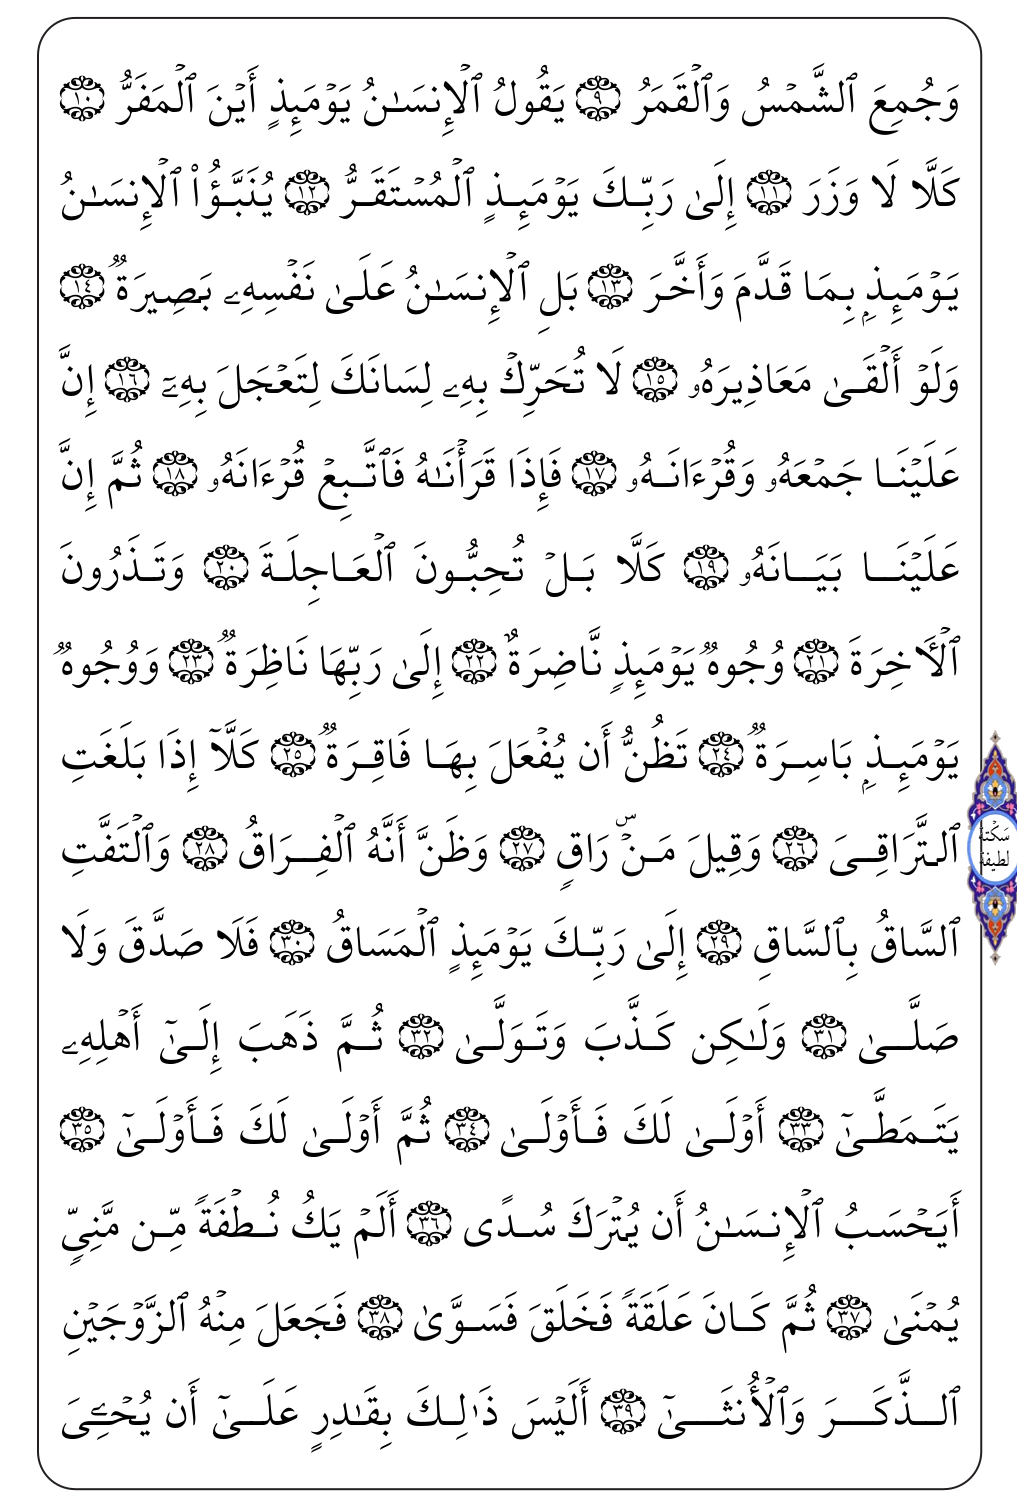 وَجُمِعَ ٱلشَّمۡسُ وَٱلۡقَمَرُ ٩ يَقُولُ ٱلۡإِنسَٰنُ يَوۡمَئِذٍ أَيۡنَ ٱلۡمَفَرُّ ١٠
كَلَّا لَا وَزَرَ ١١ إِلَىٰ رَبِّكَ يَوۡمَئِذٍ ٱلۡمُسۡتَقَرُّ ١٢ يُنَبَّؤُاْ ٱلۡإِنسَٰنُ
يَوۡمَئِذِۭ بِمَا قَدَّمَ وَأَخَّرَ ١٣ بَلِ ٱلۡإِنسَٰنُ عَلَىٰ نَفۡسِهِۦ بَصِيرَةٞ ١٤
وَلَوۡ أَلۡقَىٰ مَعَاذِيرَهُۥ ١٥ لَا تُحَرِّكۡ بِهِۦ لِسَانَكَ لِتَعۡجَلَ بِهِۦٓ ١٦ إِنَّ
عَلَيۡنَا جَمۡعَهُۥ وَقُرۡءَانَهُۥ ١٧ فَإِذَا قَرَأۡنَٰهُ فَٱتَّبِعۡ قُرۡءَانَهُۥ ١٨ ثُمَّ إِنَّ
عَلَيۡنَا بَيَانَهُۥ ١٩ كَلَّا بَلۡ تُحِبُّونَ ٱلۡعَاجِلَةَ ٢٠ وَتَذَرُونَ
ٱلۡأٓخِرَةَ ٢١ وُجُوهٞ يَوۡمَئِذٖ نَّاضِرَةٌ ٢٢ إِلَىٰ رَبِّهَا نَاظِرَةٞ ٢٣ وَوُجُوهٞ
يَوۡمَئِذِۭ بَاسِرَةٞ ٢٤ تَظُنُّ أَن يُفۡعَلَ بِهَا فَاقِرَةٞ ٢٥ كَلَّآ إِذَا بَلَغَتِ
ٱلتَّرَاقِيَ ٢٦ وَقِيلَ مَنۡۜ رَاقٖ ٢٧ وَظَنَّ أَنَّهُ ٱلۡفِرَاقُ ٢٨ وَٱلۡتَفَّتِ
سَكۡتَة
لطيفة
ٱلسَّاقُ بِٱلسَّاقِ ٢٩ إِلَىٰ رَبِّكَ يَوۡمَئِذٍ ٱلۡمَسَاقُ ٣٠ فَلَا صَدَّقَ وَلَا
صَلَّىٰ ٣١ وَلَٰكِن كَذَّبَ وَتَوَلَّىٰ ٣٢ ثُمَّ ذَهَبَ إِلَىٰٓ أَهۡلِهِۦ
يَتَمَطَّىٰٓ ٣٣ أَوۡلَىٰ لَكَ فَأَوۡلَىٰ ٣٤ ثُمَّ أَوۡلَىٰ لَكَ فَأَوۡلَىٰٓ ٣٥
أَيَحۡسَبُ ٱلۡإِنسَٰنُ أَن يُتۡرَكَ سُدًى ٣٦ أَلَمۡ يَكُ نُطۡفَةٗ مِّن مَّنِيّٖ
يُمۡنَىٰ ٣٧ ثُمَّ كَانَ عَلَقَةٗ فَخَلَقَ فَسَوَّىٰ ٣٨ فَجَعَلَ مِنۡهُ ٱلزَّوۡجَيۡنِ
ٱلذَّكَرَ وَٱلۡأُنثَىٰٓ ٣٩ أَلَيۡسَ ذَٰلِكَ بِقَٰدِرٍ عَلَىٰٓ أَن يُحۡـِۧيَ